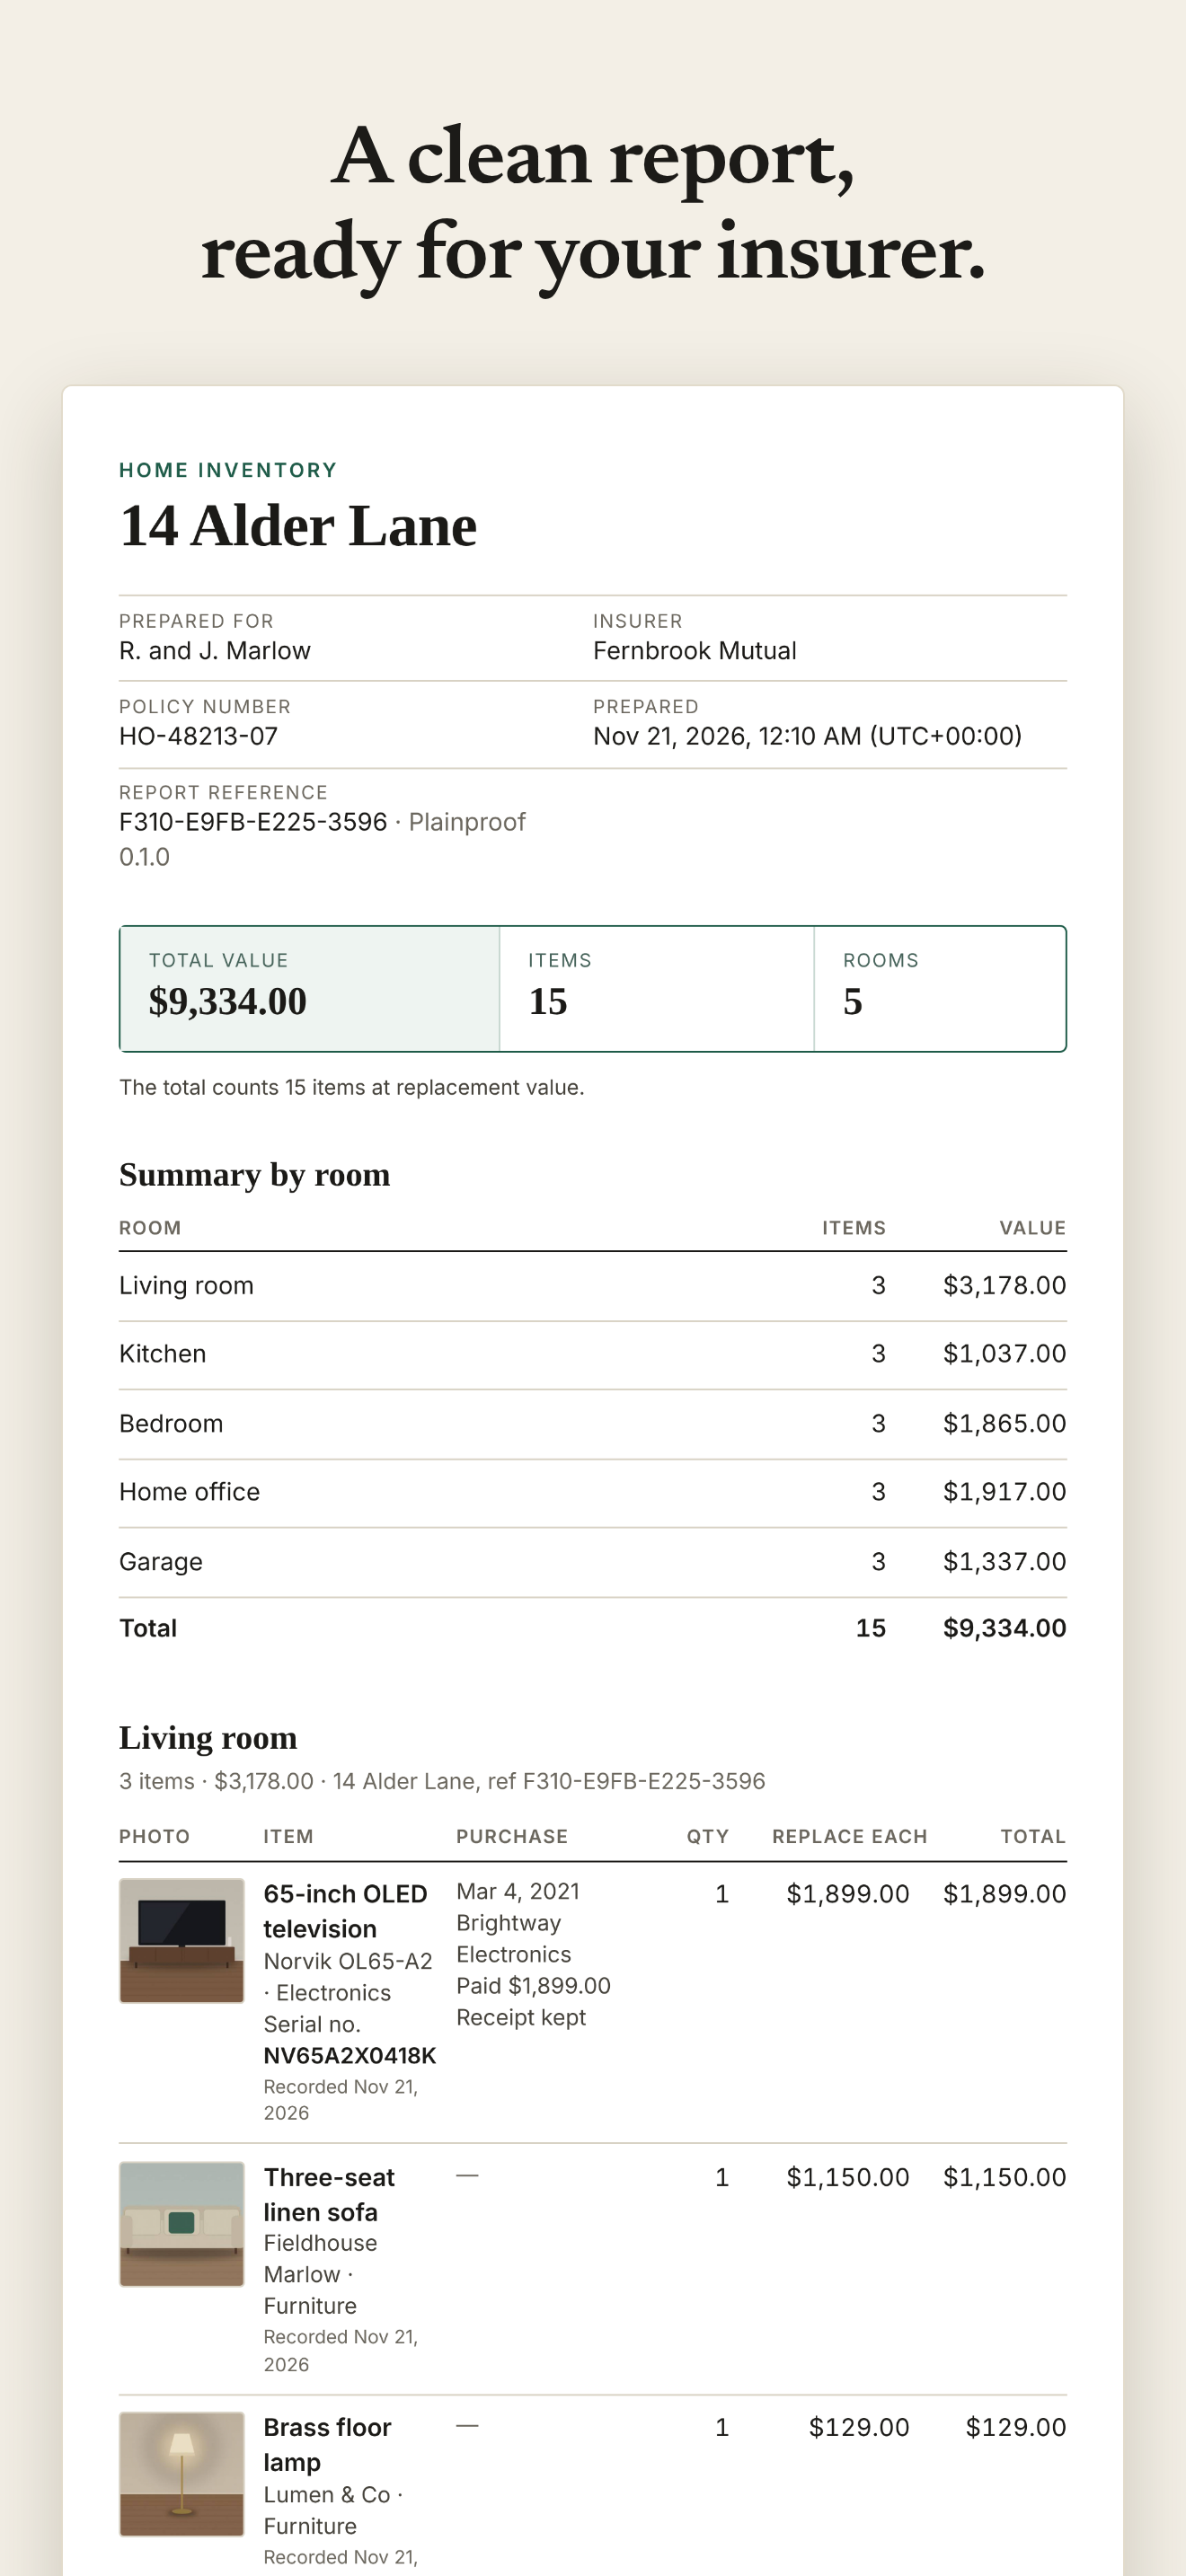 A clean report,
ready for your insurer.
HOME INVENTORY
14 Alder Lane
PREPARED FOR
R. and J. Marlow
INSURER
Fernbrook Mutual
POLICY NUMBER
HO-48213-07
PREPARED
Nov 21, 2026, 12:10 AM (UTC+00:00)
REPORT REFERENCE
F310-E9FB-E225-3596 · Plainproof
0.1.0
TOTAL VALUE
$9,334.00
ITEMS
15
ROOMS
5
The total counts 15 items at replacement value.
Summary by room
ROOM ITEMS VALUE
Living room 3 $3,178.00
Kitchen 3 $1,037.00
Bedroom 3 $1,865.00
Home office 3 $1,917.00
Garage 3 $1,337.00
Total 15 $9,334.00
Living room
3 items · $3,178.00 · 14 Alder Lane, ref F310-E9FB-E225-3596
PHOTO ITEM PURCHASE QTY REPLACE EACH TOTAL
65-inch OLED
television
Norvik OL65-A2
· Electronics
Serial no.
NV65A2X0418K
Recorded Nov 21,
2026
Mar 4, 2021
Brightway
Electronics
Paid $1,899.00
Receipt kept
1 $1,899.00 $1,899.00
Three-seat
linen sofa
Fieldhouse
Marlow ·
Furniture
Recorded Nov 21,
2026
—
1 $1,150.00 $1,150.00
Brass floor
lamp
Lumen & Co ·
Furniture
Recorded Nov 21,
—
1 $129.00 $129.00